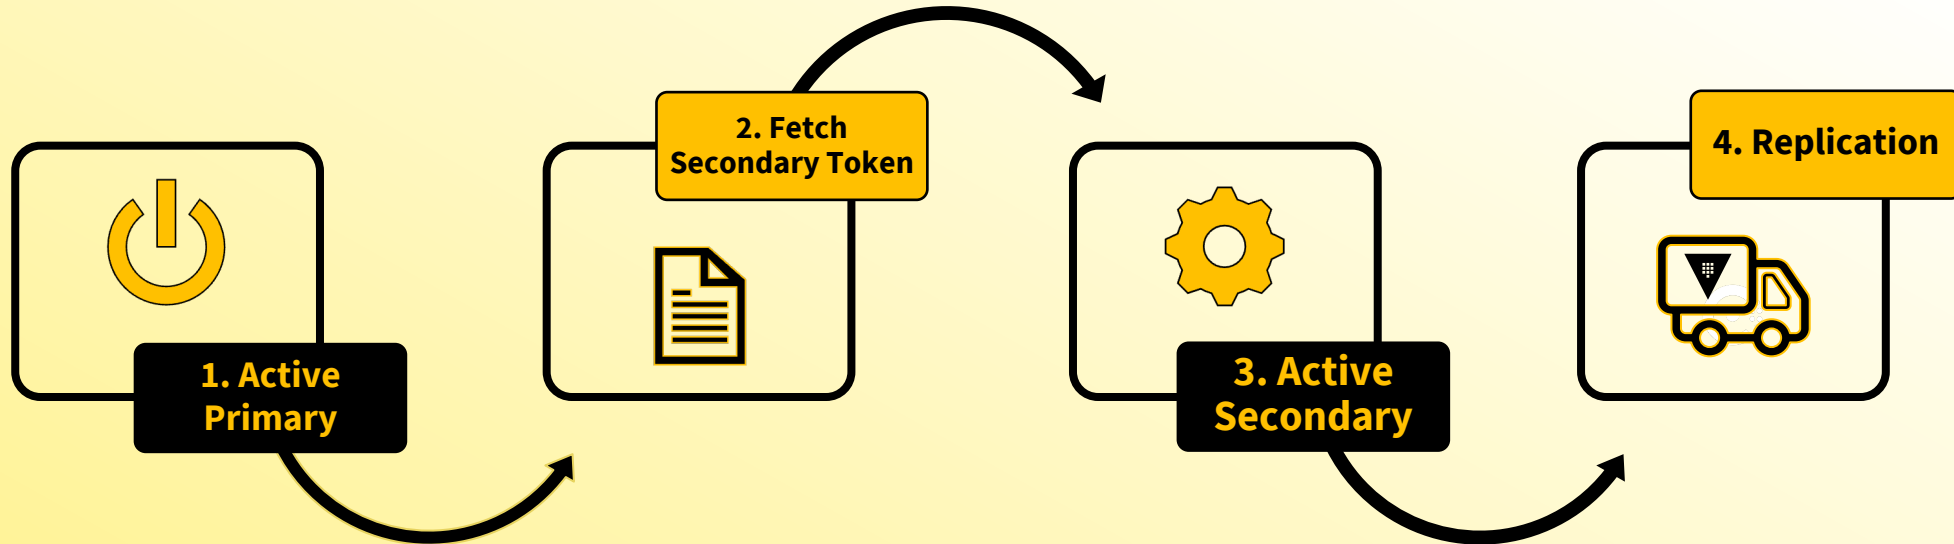 1. Active
Primary
2. Fetch
Secondary Token
3. Active
Secondary
4. Replication